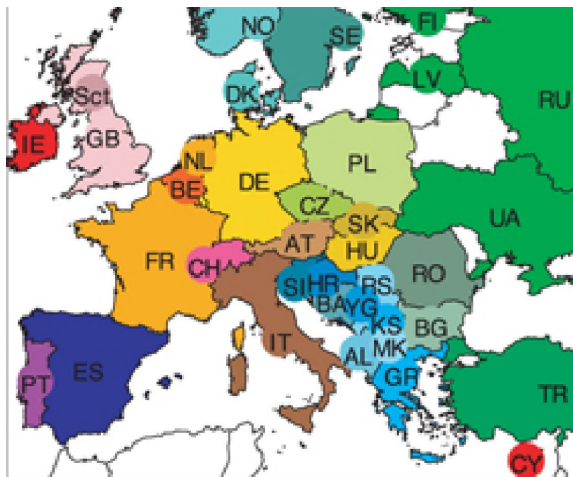 NO
SE
FI
LV
RU
Sct
DK
IE
GB
NL
BE
DE
PL
CZ
UA
SK
FR
CH
AT
HU
SI
HR
RS
RO
BA
YG
KS
BG
IT
AL
MK
GR
PT
ES
TR
CY